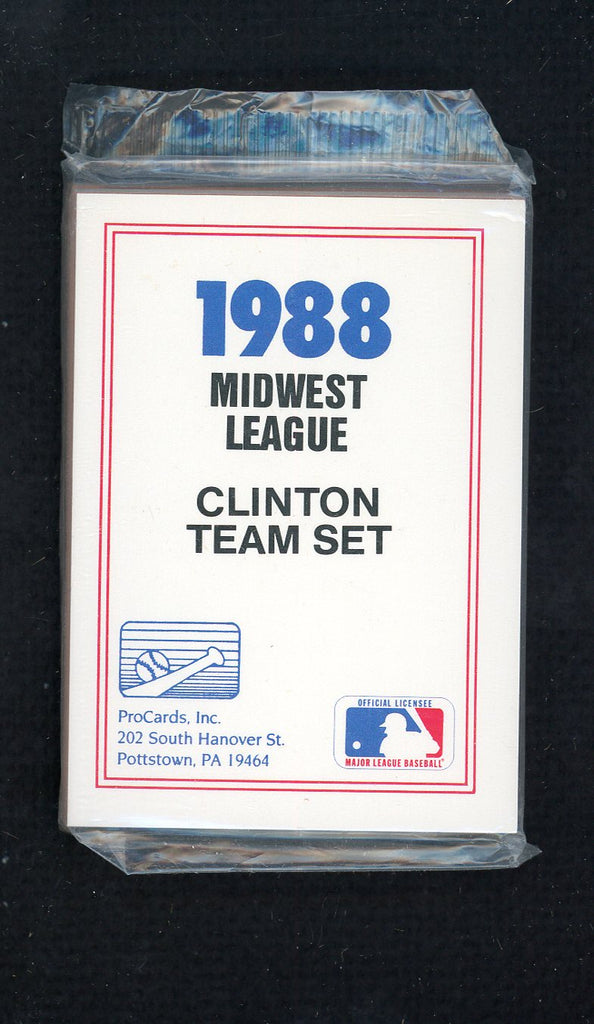 1988
MIDWEST
LEAGUE
CLINTON
TEAM SET
ProCards, Inc.
202 South Hanover St.
Pottstown, PA 19464
OFFICIAL LICENSEE
MAJOR LEAGUE BASEBALL®